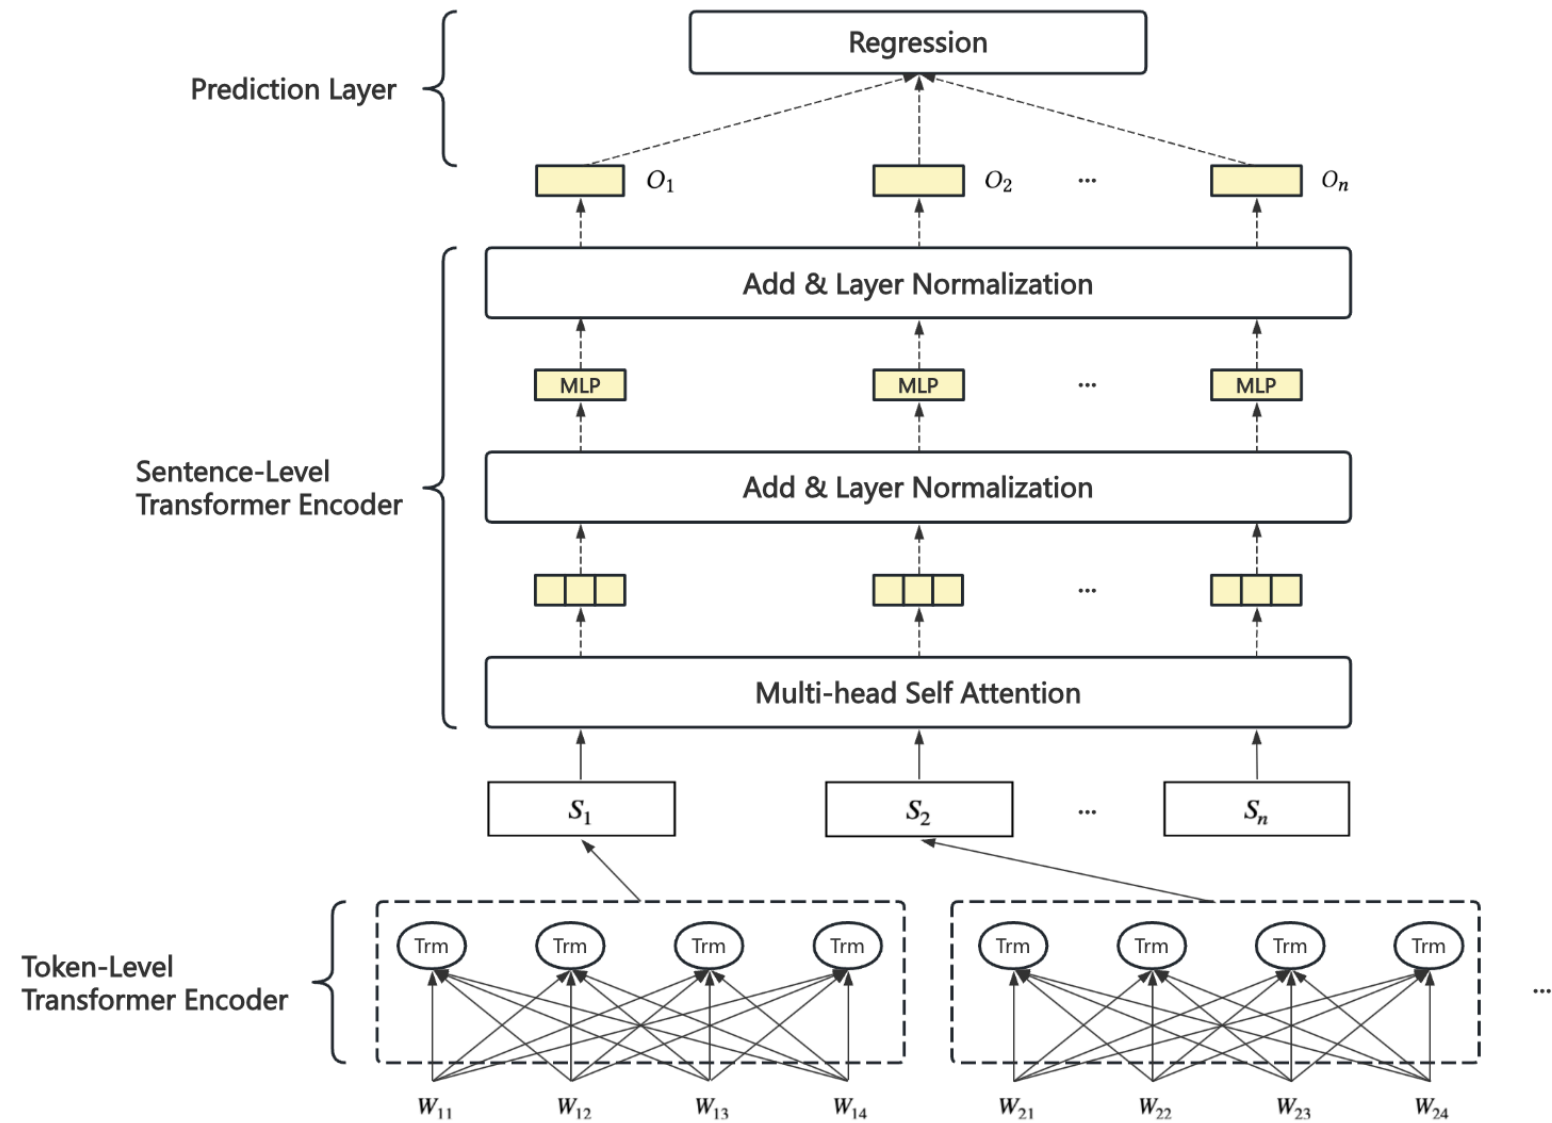 Regression
Prediction Layer
O1
O2
...
On
Add & Layer Normalization
MLP
MLP
...
MLP
Sentence-Level
Transformer Encoder
Add & Layer Normalization
...
Multi-head Self Attention
S1
S2
...
Sn
Trm
Trm
Trm
Trm
Trm
Trm
Trm
Trm
Token-Level
Transformer Encoder
...
W11
W12
W13
W14
W21
W22
W23
W24